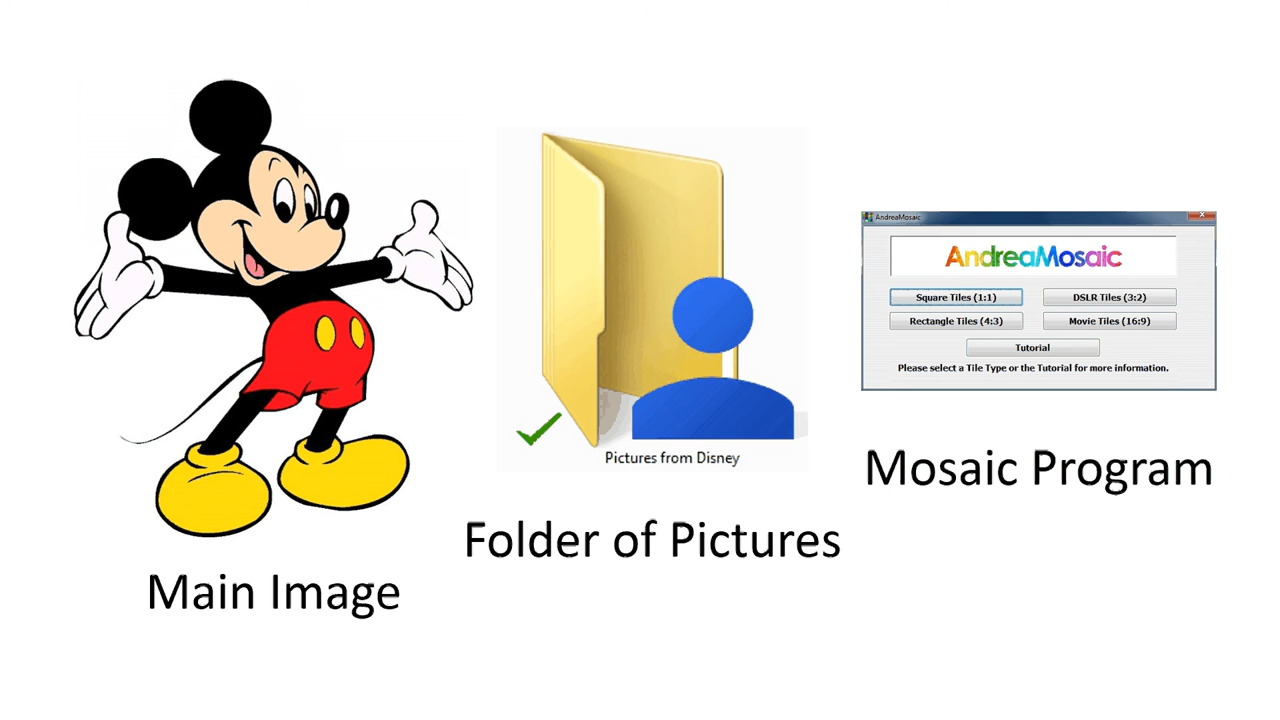 AndreaMosaic
AndreaMosaic
Square Tiles (1:1)
DSLR Tiles (3:2)
Rectangle Tiles (4:3)
Movie Tiles (16:9)
Tutorial
Please select a Tile Type or the Tutorial for more information.
Pictures from Disney
Mosaic Program
Folder of Pictures
Main Image